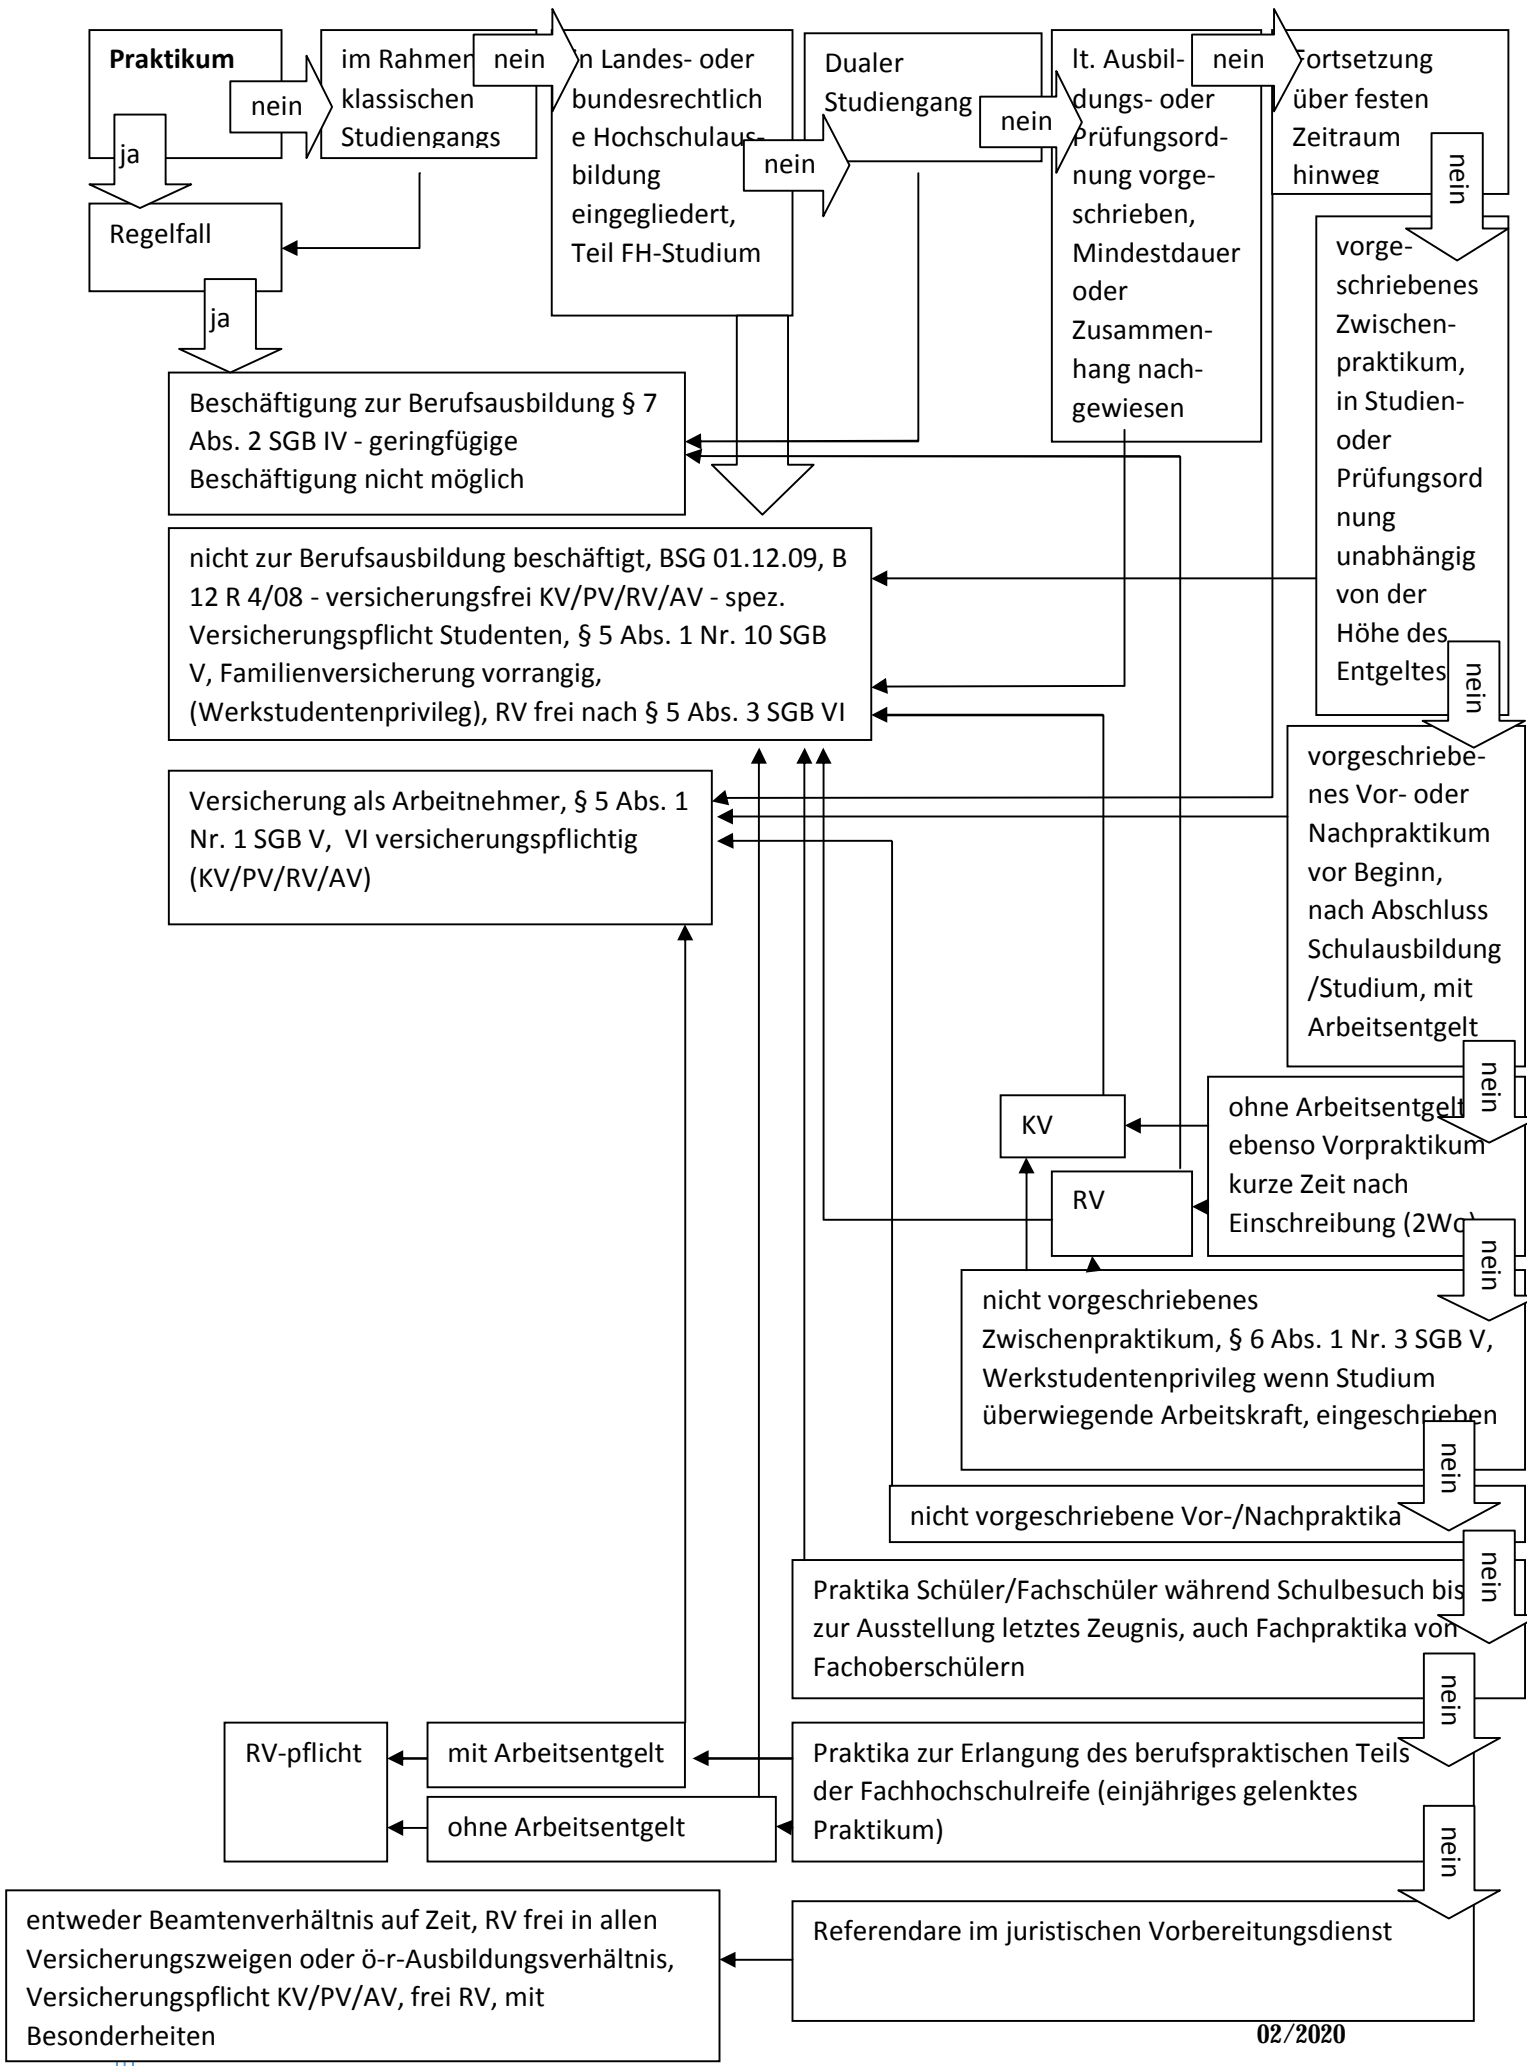 Praktikum
nein
ja
im Rahmen
klassischen
Studiengangs
nein
in Landes- oder
bundesrechtlich
e Hochschulaus-
bildung
eingegliedert,
Teil FH-Studium
nein
Dualer
Studiengang
nein
lt. Ausbil-
dungs- oder
Prüfungsord-
nung vorge-
schrieben,
Mindestdauer
oder
Zusammen-
hang nach-
gewiesen
nein
Fortsetzung
über festen
Zeitraum
hinweg
nein
Regelfall
ja
vorge-
schriebenes
Zwischen-
praktikum,
in Studien-
oder
Prüfungsord
nung
unabhängig
von der
Höhe des
Entgeltes
nein
Beschäftigung zur Berufsausbildung § 7
Abs. 2 SGB IV - geringfügige
Beschäftigung nicht möglich
nicht zur Berufsausbildung beschäftigt, BSG 01.12.09, B
12 R 4/08 - versicherungsfrei KV/PV/RV/AV - spez.
Versicherungspflicht Studenten, § 5 Abs. 1 Nr. 10 SGB
V, Familienversicherung vorrangig,
(Werkstudentenprivileg), RV frei nach § 5 Abs. 3 SGB VI
Versicherung als Arbeitnehmer, § 5 Abs. 1
Nr. 1 SGB V,  VI versicherungspflichtig
(KV/PV/RV/AV)
vorgeschriebe-
nes Vor- oder
Nachpraktikum
vor Beginn,
nach Abschluss
Schulausbildung
/Studium, mit
Arbeitsentgelt
nein
KV
RV
ohne Arbeitsentgelt
ebenso Vorpraktikum
kurze Zeit nach
Einschreibung (2Wo)
nein
nicht vorgeschriebenes
Zwischenpraktikum, § 6 Abs. 1 Nr. 3 SGB V,
Werkstudentenprivileg wenn Studium
überwiegende Arbeitskraft, eingeschrieben
nein
nicht vorgeschriebene Vor-/Nachpraktika
nein
Praktika Schüler/Fachschüler während Schulbesuch bis
zur Ausstellung letztes Zeugnis, auch Fachpraktika von
Fachoberschülern
nein
RV-pflicht
mit Arbeitsentgelt
ohne Arbeitsentgelt
Praktika zur Erlangung des berufspraktischen Teils
der Fachhochschulreife (einjähriges gelenktes
Praktikum)
nein
entweder Beamtenverhältnis auf Zeit, RV frei in allen
Versicherungszweigen oder ö-r-Ausbildungsverhältnis,
Versicherungspflicht KV/PV/AV, frei RV, mit
Besonderheiten
Referendare im juristischen Vorbereitungsdienst
02/2020